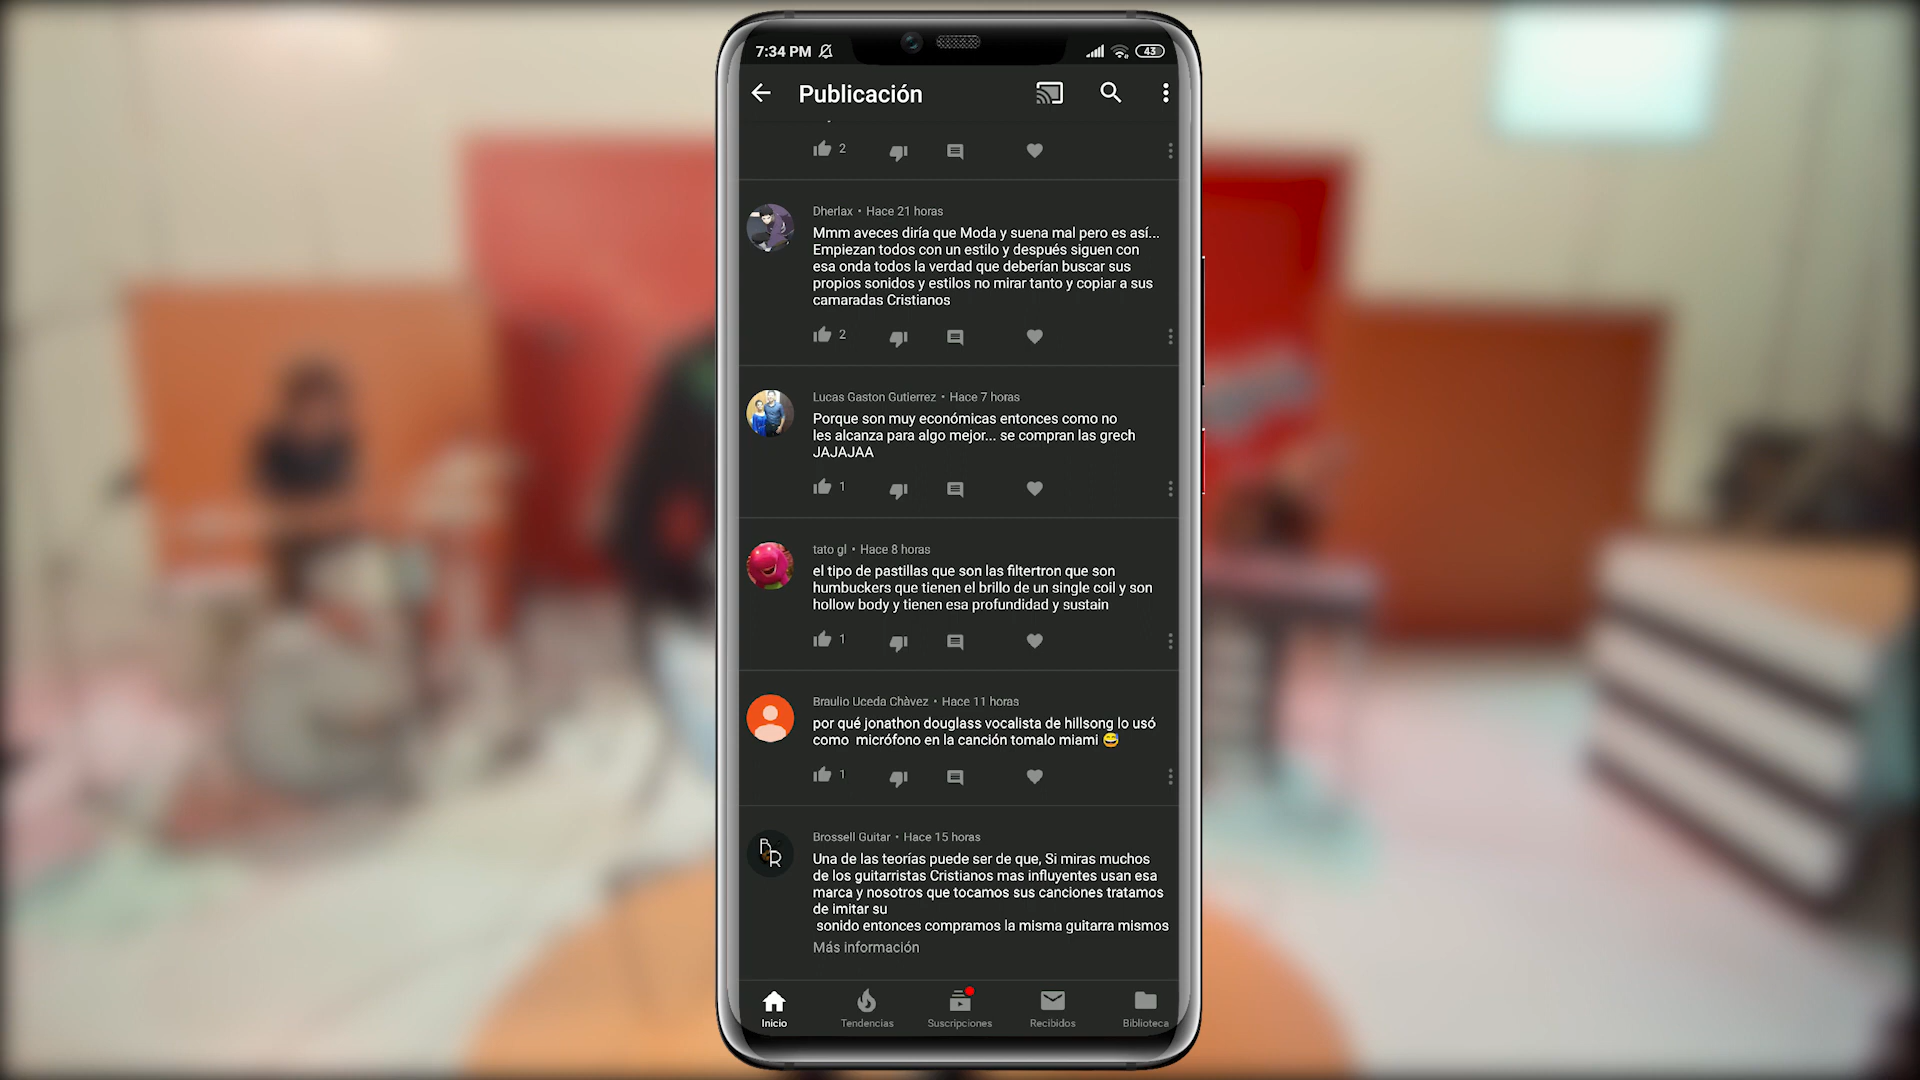 7:34 PM
43
Publicación
2
Dherlax • Hace 21 horas
Mmm aveces diría que Moda y suena mal pero es así...
Empiezan todos con un estilo y después siguen con
esa onda todos la verdad que deberían buscar sus
propios sonidos y estilos no mirar tanto y copiar a sus
camaradas Cristianos
2
Lucas Gaston Gutierrez • Hace 7 horas
Porque son muy económicas entonces como no
les alcanza para algo mejor... se compran las grech
JAJAJAA
1
tato gl • Hace 8 horas
el tipo de pastillas que son las filtertron que son
humbuckers que tienen el brillo de un single coil y son
hollow body y tienen esa profundidad y sustain
1
Braulio Uceda Chàvez • Hace 11 horas
por qué jonathon douglass vocalista de hillsong lo usó
como  micrófono en la canción tomalo miami 😅
1
BR
Brossell Guitar • Hace 15 horas
Una de las teorías puede ser de que, Si miras muchos
de los guitarristas Cristianos mas influyentes usan esa
marca y nosotros que tocamos sus canciones tratamos
de imitar su
sonido entonces compramos la misma guitarra mismos
Más información
Inicio
Tendencias
Suscripciones
Recibidos
Biblioteca